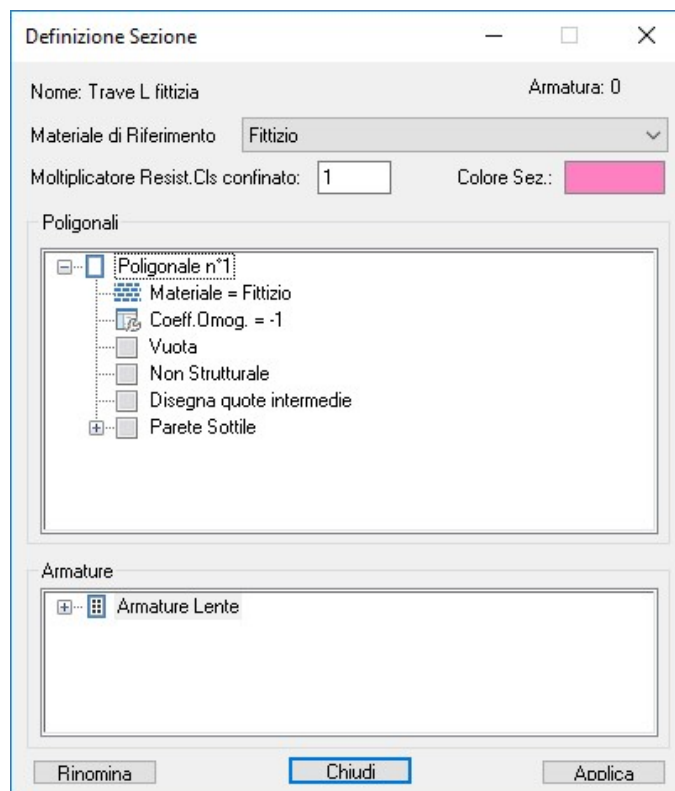 Definizione Sezione
Nome: Trave L fittizia Armatura: 0
Materiale di Riferimento Fittizio
Moltiplicatore Resist.Cls confinato: 1 Colore Sez.:
Poligonali
Poligonale n°1
Materiale = Fittizio
Coeff.Omog. = -1
Vuota
Non Strutturale
Disegna quote intermedie
Parete Sottile
Armature
Armature Lente
Rinomina Chiudi Applica